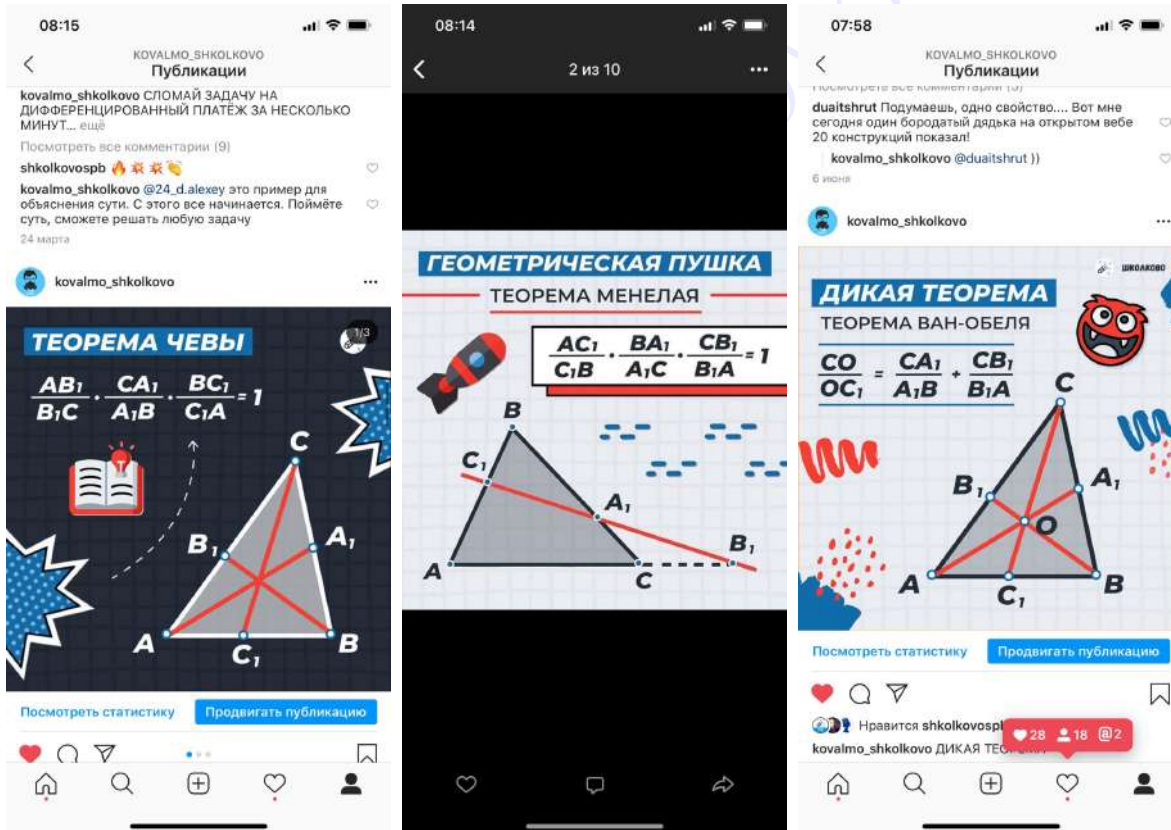 08:15
KOVALMO_SHKOLKOVO
Публикации
kovalmo_shkolkovo СЛОМАЙ ЗАДАЧУ НА
ДИФФЕРЕНЦИРОВАННЫЙ ПЛАТЁЖ ЗА НЕСКОЛЬКО
МИНУТ... ещё
Посмотреть все комментарии (9)
shkolkovospb
kovalmo_shkolkovo @24_d.alexey это пример для
объяснения сути. С этого все начинается. Поймёте
суть, сможете решать любую задачу
24 марта
kovalmo_shkolkovo
1/3
ТЕОРЕМА ЧЕВЫ
AB₁/B₁C · CA₁/A₁B · BC₁/C₁A = 1
C
B₁
A₁
A
C₁
B
Посмотреть статистику
Продвигать публикацию
08:14
2 из 10
ГЕОМЕТРИЧЕСКАЯ ПУШКА
ТЕОРЕМА МЕНЕЛАЯ
AC₁/C₁B · BA₁/A₁C · CB₁/B₁A = 1
B
C₁
A₁
B₁
A
C
07:58
KOVALMO_SHKOLKOVO
Публикации
Посмотреть все комментарии (3)
duaitshrut Подумаешь, одно свойство.... Вот мне
сегодня один бородатый дядька на открытом вебе
20 конструкций показал!
kovalmo_shkolkovo @duaitshrut ))
6 июня
kovalmo_shkolkovo
ШКОЛКОВО
ДИКАЯ ТЕОРЕМА
ТЕОРЕМА ВАН-ОБЕЛЯ
CO/OC₁ = CA₁/A₁B + CB₁/B₁A
C
B₁
A₁
O
A
C₁
B
Посмотреть статистику
Продвигать публикацию
Нравится shkolkovospb
28 18 2
kovalmo_shkolkovo ДИКАЯ